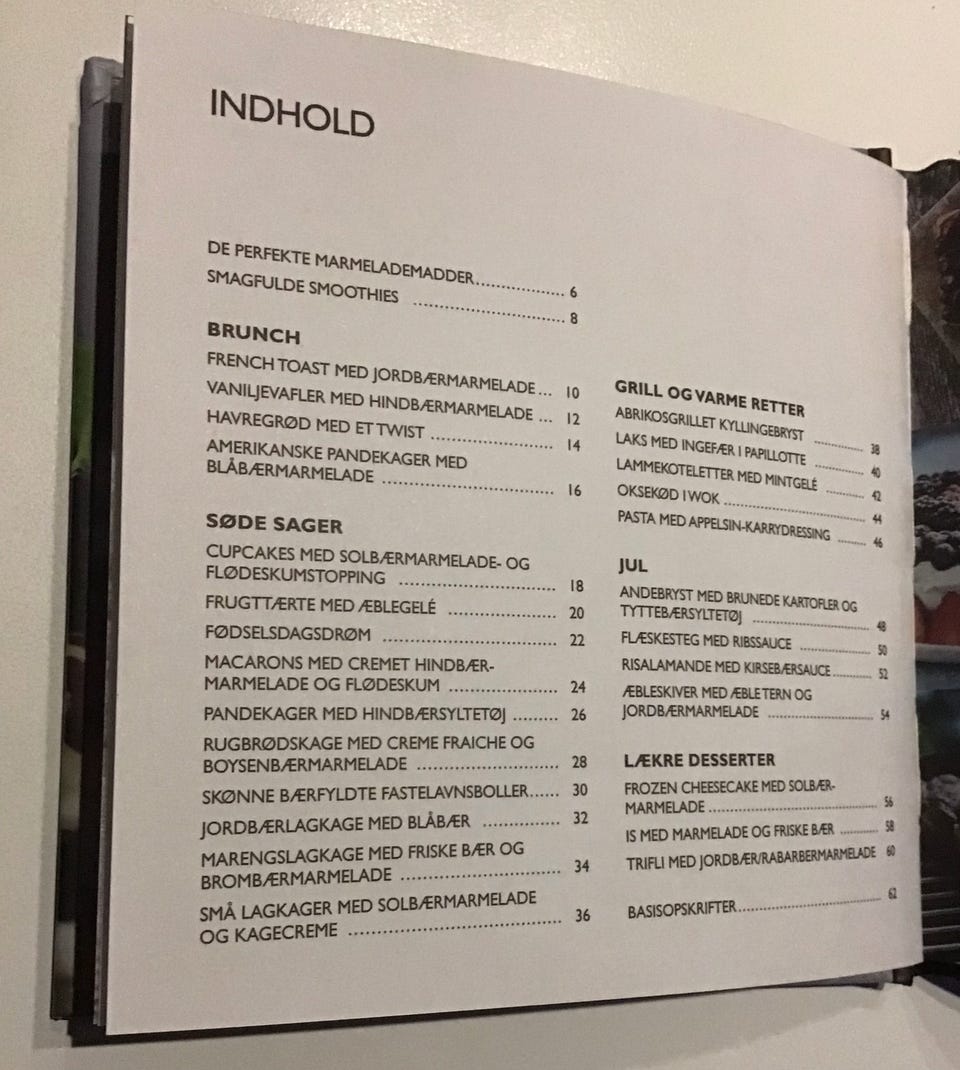 INDHOLD
DE PERFEKTE MARMELADEMADDER.................. 6
SMAGFULDE SMOOTHIES .............................. 8
BRUNCH
FRENCH TOAST MED JORDBÆRMARMELADE... 10
VANILJEVAFLER MED HINDBÆRMARMELADE ... 12
HAVREGRØD MED ET TWIST ........................ 14
AMERIKANSKE PANDEKAGER MED
BLÅBÆRMARMELADE .................................. 16
SØDE SAGER
CUPCAKES MED SOLBÆRMARMELADE- OG
FLØDESKUMSTOPPING ................................ 18
FRUGTTÆRTE MED ÆBLEGELÉ ...................... 20
FØDSELSDAGSDRØM ................................... 22
MACARONS MED CREMET HINDBÆR-
MARMELADE OG FLØDESKUM ...................... 24
PANDEKAGER MED HINDBÆRSYLTETØJ ......... 26
RUGBRØDSKAGE MED CREME FRAICHE OG
BOYSENBÆRMARMELADE ............................. 28
SKØNNE BÆRFYLDTE FASTELAVNSBOLLER...... 30
JORDBÆRLAGKAGE MED BLÅBÆR ................ 32
MARENGSLAGKAGE MED FRISKE BÆR OG
BROMBÆRMARMELADE ................................ 34
SMÅ LAGKAGER MED SOLBÆRMARMELADE
OG KAGECREME ........................................... 36
GRILL OG VARME RETTER
ABRIKOSGRILLET KYLLINGEBRYST .............. 38
LAKS MED INGEFÆR I PAPILLOTTE .............. 40
LAMMEKOTELETTER MED MINTGELÉ ........... 42
OKSEKØD I WOK ........................................ 44
PASTA MED APPELSIN-KARRYDRESSING ........ 46
JUL
ANDEBRYST MED BRUNEDE KARTOFLER OG
TYTTEBÆRSYLTETØJ ................................. 48
FLÆSKESTEG MED RIBSSAUCE .................... 50
RISALAMANDE MED KIRSEBÆRSAUCE........... 52
ÆBLESKIVER MED ÆBLE TERN OG
JORDBÆRMARMELADE .............................. 54
LÆKRE DESSERTER
FROZEN CHEESECAKE MED SOLBÆR-
MARMELADE ............................................... 56
IS MED MARMELADE OG FRISKE BÆR ........... 58
TRIFLI MED JORDBÆR/RABARBERMARMELADE 60
BASISOPSKRIFTER........................................ 62